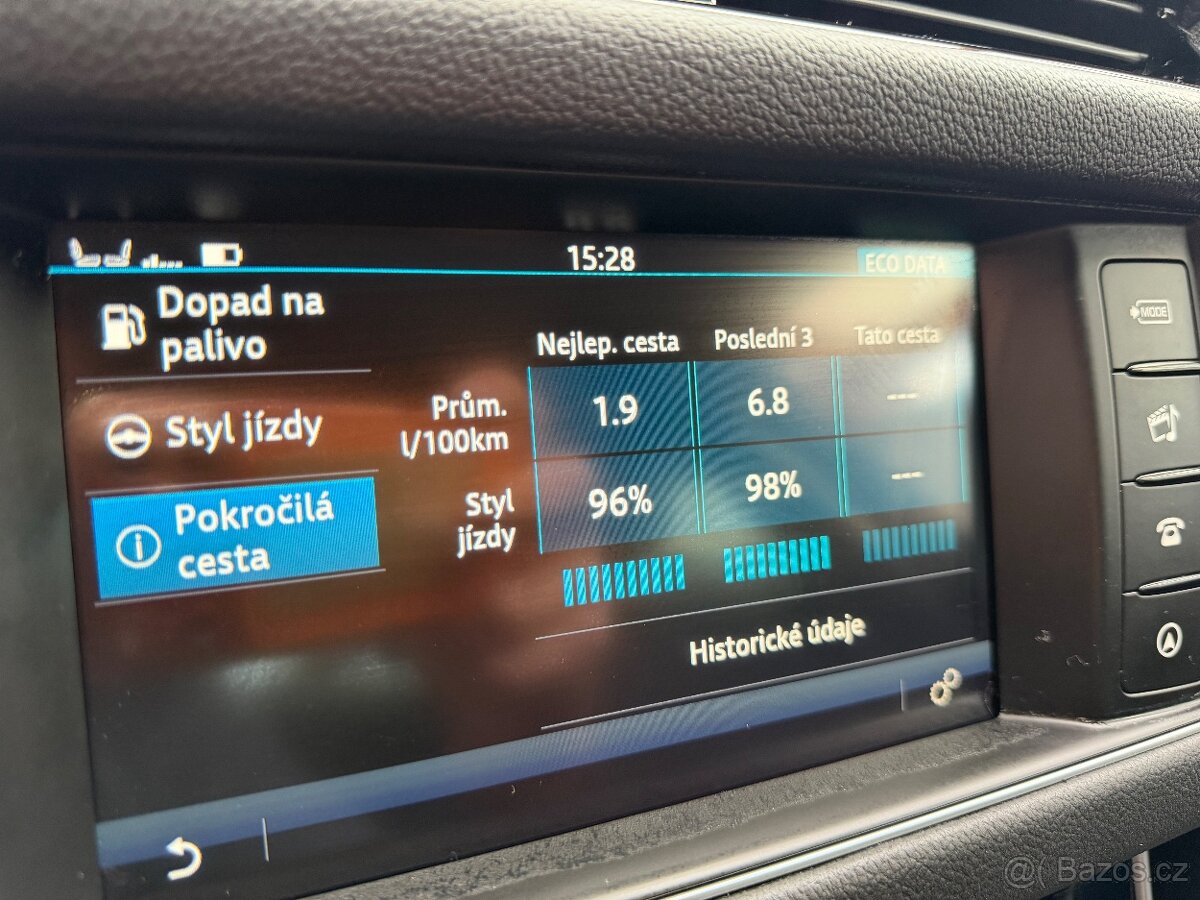 15:28
ECO DATA
Dopad na
palivo
Styl jízdy
Pokročilá
cesta
Nejlep. cesta Poslední 3 Tato cesta
Prům.
l/100km
1.9 6.8 ---
Styl
jízdy
96% 98% ---
Historické údaje
MODE
@( Bazos.cz